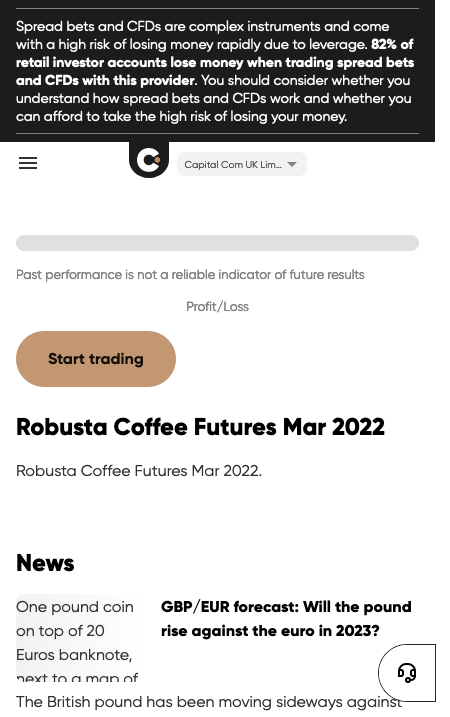 Spread bets and CFDs are complex instruments and come
with a high risk of losing money rapidly due to leverage. 82% of
retail investor accounts lose money when trading spread bets
and CFDs with this provider. You should consider whether you
understand how spread bets and CFDs work and whether you
can afford to take the high risk of losing your money.
Capital Com UK Lim...
Past performance is not a reliable indicator of future results
Profit/Loss
Start trading
Robusta Coffee Futures Mar 2022
Robusta Coffee Futures Mar 2022.
News
One pound coin
on top of 20
Euros banknote,
next to a map of
GBP/EUR forecast: Will the pound
rise against the euro in 2023?
The British pound has been moving sideways against